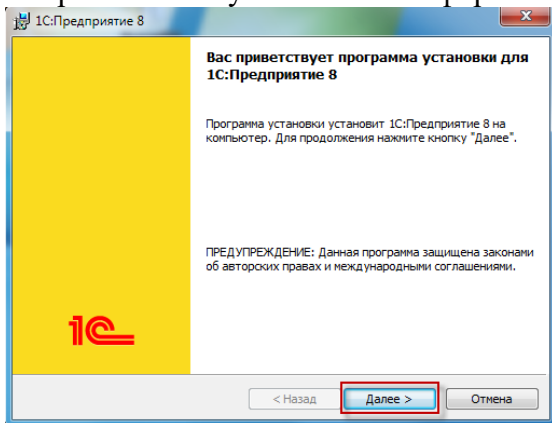 1С:Предприятие 8
Вас приветствует программа установки для
1С:Предприятие 8
Программа установки установит 1С:Предприятие 8 на
компьютер. Для продолжения нажмите кнопку "Далее".
ПРЕДУПРЕЖДЕНИЕ: Данная программа защищена законами
об авторских правах и международными соглашениями.
1С
< Назад
Далее >
Отмена